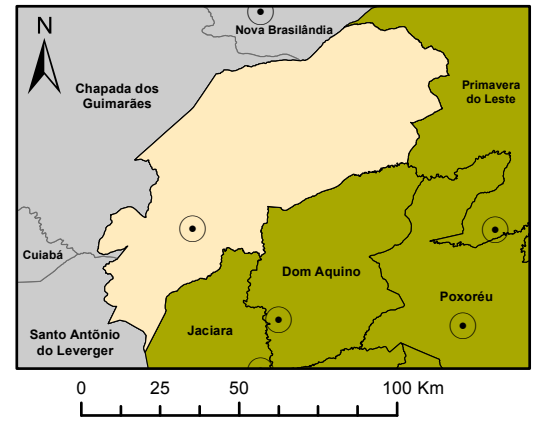 N
Nova Brasilândia
Chapada dos
Guimarães
Primavera
do Leste
Cuiabá
Dom Aquino
Poxoréu
Santo Antônio
do Leverger
Jaciara
0 25 50 100 Km